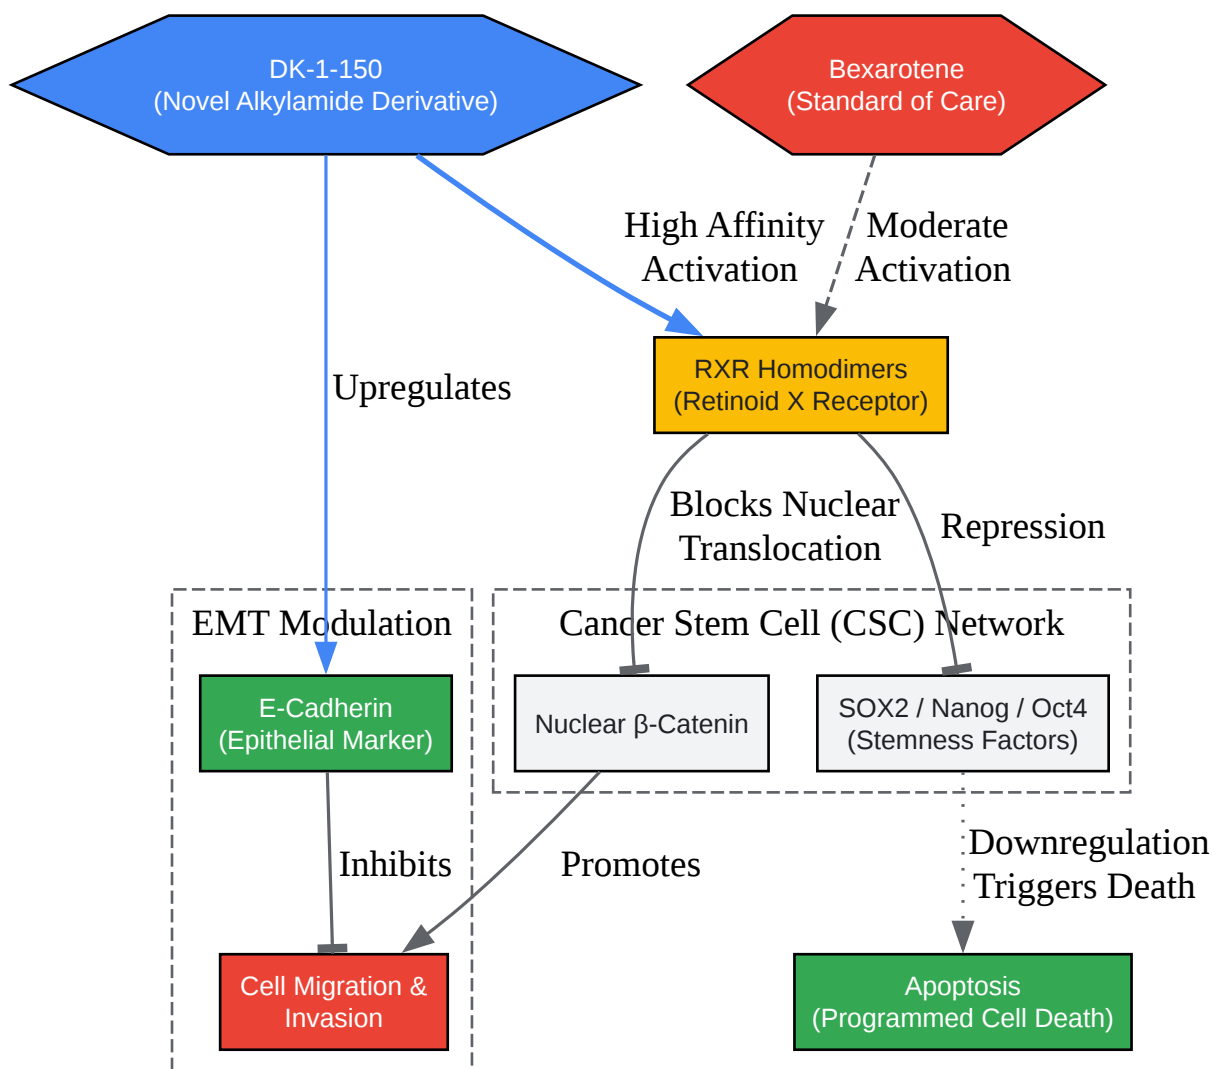 DK-1-150
(Novel Alkylamide Derivative)
Bexarotene
(Standard of Care)
High Affinity
Activation
Moderate
Activation
RXR Homodimers
(Retinoid X Receptor)
Upregulates
Blocks Nuclear
Translocation
Repression
EMT Modulation
Cancer Stem Cell (CSC) Network
E-Cadherin
(Epithelial Marker)
Nuclear β-Catenin
SOX2 / Nanog / Oct4
(Stemness Factors)
Inhibits
Promotes
Downregulation
Triggers Death
Cell Migration &
Invasion
Apoptosis
(Programmed Cell Death)